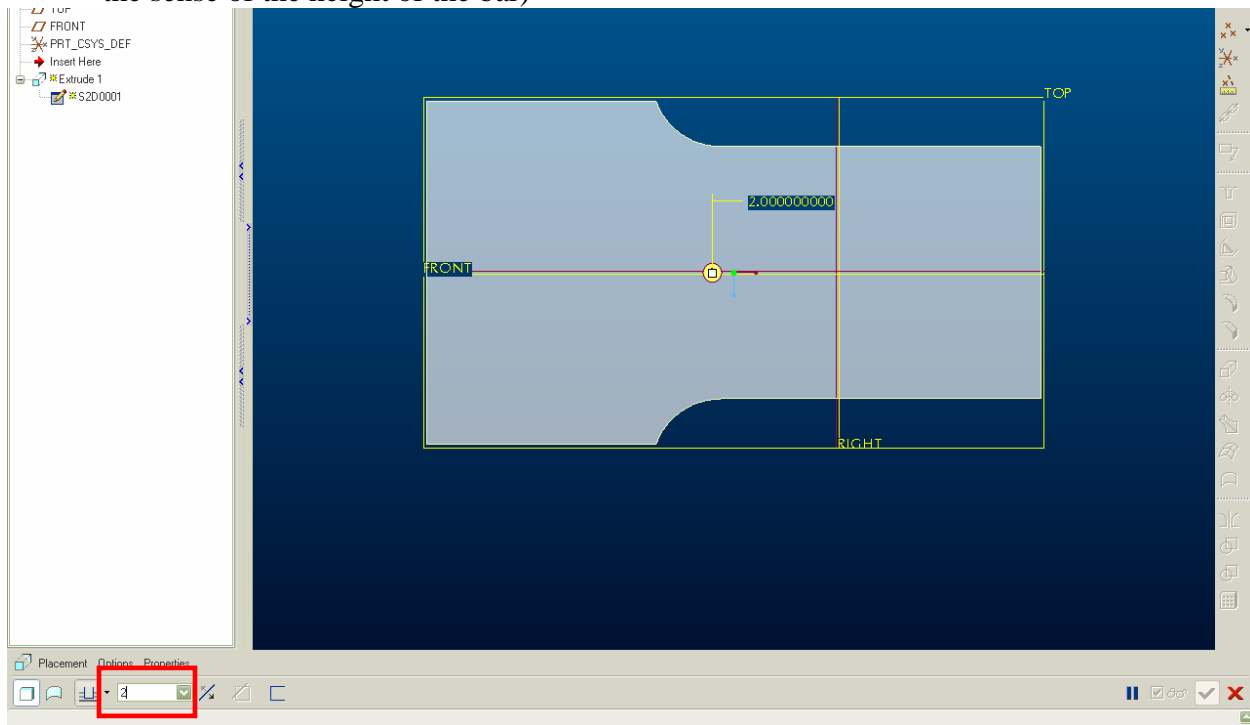 the sense of the height of the bar)
TOP
FRONT
PRT_CSYS_DEF
Insert Here
Extrude 1
S2D0001
TOP
2.000000000
FRONT
RIGHT
Placement Options Properties
2